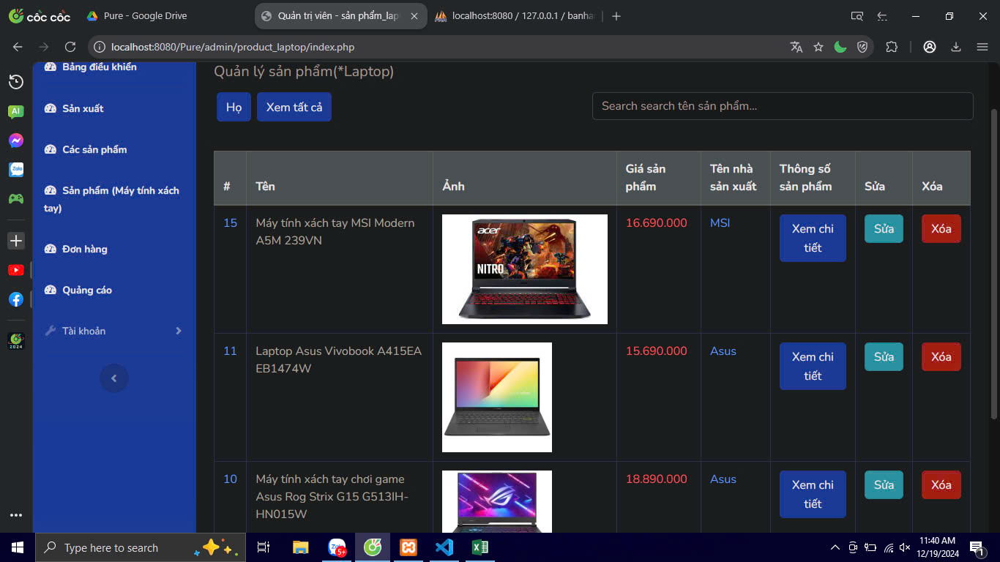 cốc cốc
Pure - Google Drive
Quản trị viên - sản phẩm_lap
localhost:8080 / 127.0.0.1 / banhan
localhost:8080/Pure/admin/product_laptop/index.php
Bảng điều khiển
Sản xuất
Các sản phẩm
Sản phẩm (Máy tính xách
tay)
Đơn hàng
Quảng cáo
Tài khoản
AI
Zalo
2024
Quản lý sản phẩm(*Laptop)
Họ
Xem tất cả
Search search tên sản phẩm...
# Tên Ảnh Giá sản Tên nhà Thông số Sửa Xóa
phẩm sản xuất sản phẩm
15 Máy tính xách tay MSI Modern 16.690.000 MSI Xem chi Sửa Xóa
A5M 239VN tiết
acer
NITRO
11 Laptop Asus Vivobook A415EA 15.690.000 Asus Xem chi Sửa Xóa
EB1474W tiết
10 Máy tính xách tay chơi game 18.890.000 Asus Xem chi Sửa Xóa
Asus Rog Strix G15 G513IH- tiết
HN015W
Type here to search
Zalo
5+
11:40 AM
12/19/2024
1